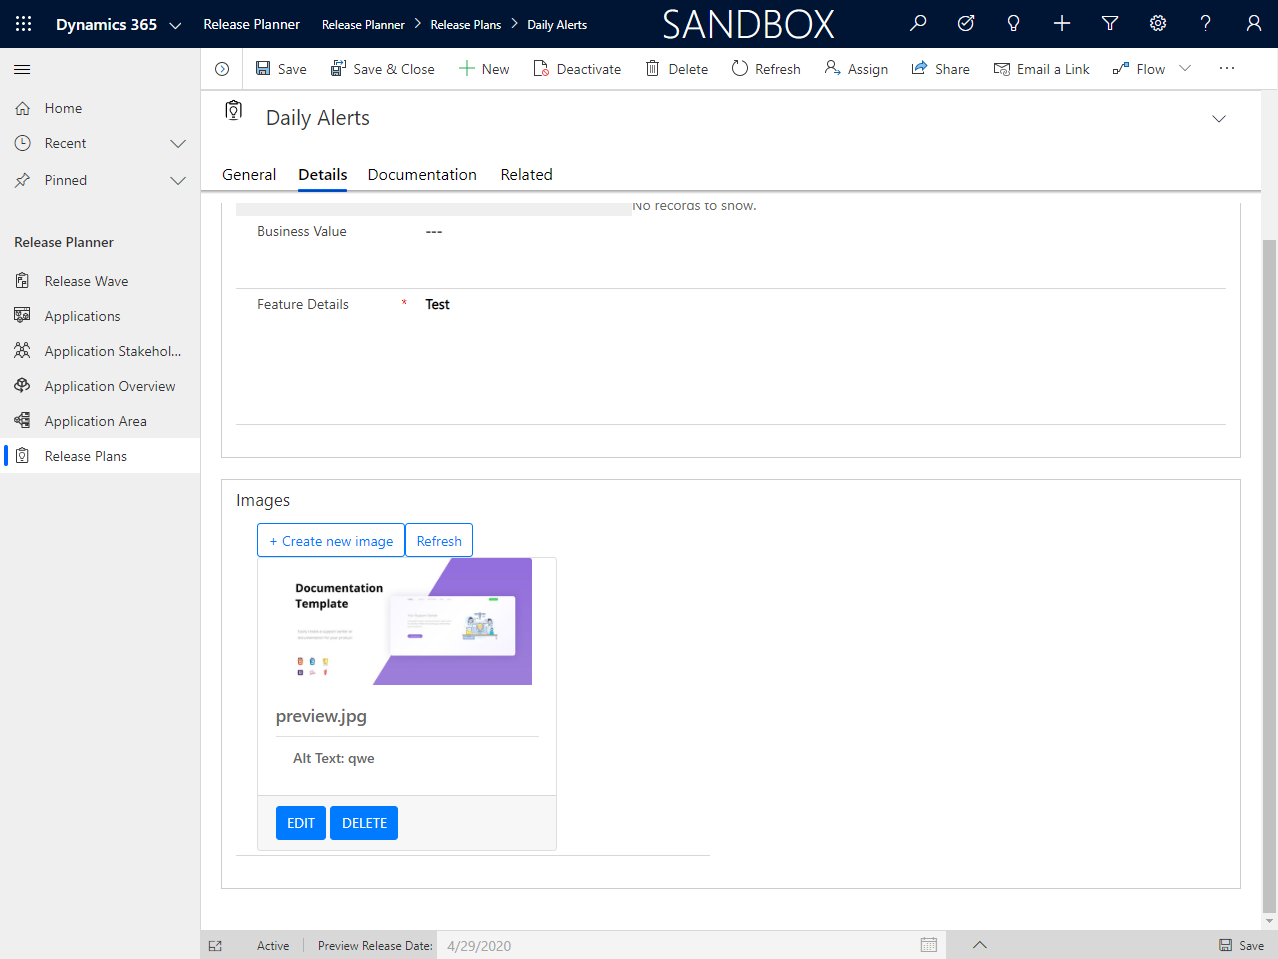 Dynamics 365
Release Planner
Release Planner
Release Plans
Daily Alerts
SANDBOX
Save
Save & Close
New
Deactivate
Delete
Refresh
Assign
Share
Email a Link
Flow
Home
Recent
Pinned
Release Planner
Release Wave
Applications
Application Stakehol...
Application Overview
Application Area
Release Plans
Daily Alerts
General
Details
Documentation
Related
No records to show.
Business Value
---
Feature Details
*
Test
Images
+ Create new image
Refresh
Documentation
Template
preview.jpg
Alt Text: qwe
EDIT
DELETE
Active
Preview Release Date:
4/29/2020
Save